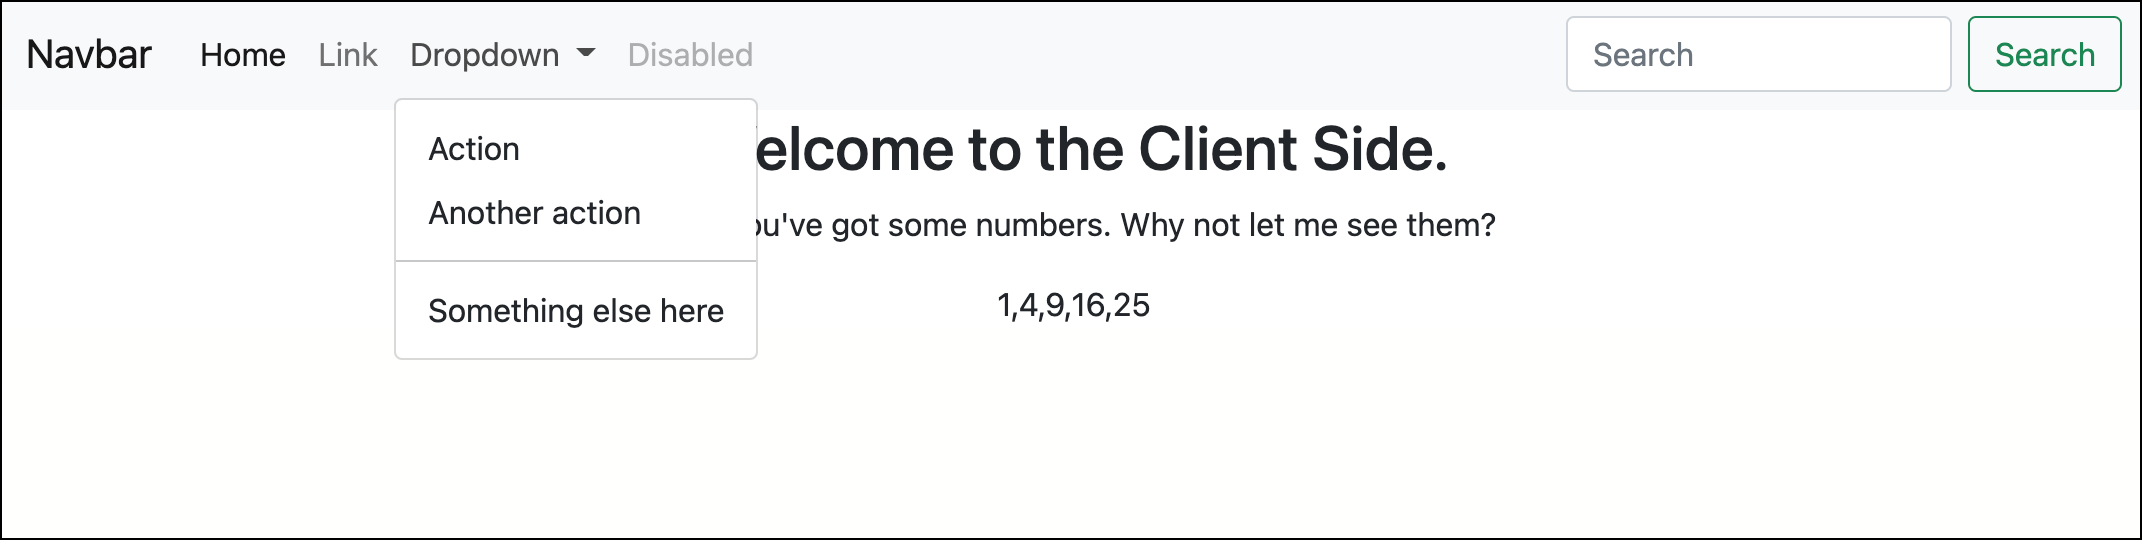 Navbar Home Link Dropdown Disabled Search Search
Action
Another action
Something else here
elcome to the Client Side.
u've got some numbers. Why not let me see them?
1,4,9,16,25